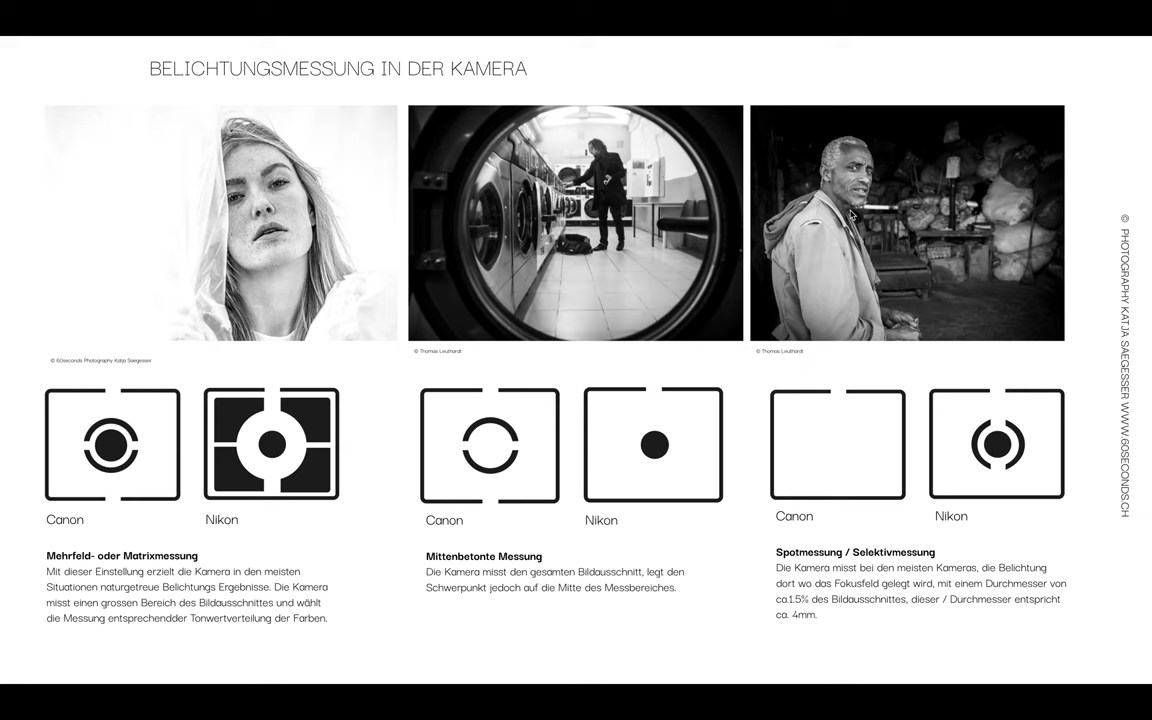 BELICHTUNGSMESSUNG IN DER KAMERA
© 60seconds Photography Katja Saegesser
© Thomas Leuthardt
© Thomas Leuthardt
Canon
Nikon
Mehrfeld- oder Matrixmessung
Mit dieser Einstellung erzielt die Kamera in den meisten
Situationen naturgetreue Belichtungs Ergebnisse. Die Kamera
misst einen grossen Bereich des Bildausschnittes und wählt
die Messung entsprechendder Tonwertverteilung der Farben.
Canon
Nikon
Mittenbetonte Messung
Die Kamera misst den gesamten Bildausschnitt, legt den
Schwerpunkt jedoch auf die Mitte des Messbereiches.
Canon
Nikon
Spotmessung / Selektivmessung
Die Kamera misst bei den meisten Kameras, die Belichtung
dort wo das Fokusfeld gelegt wird, mit einem Durchmesser von
ca.1.5% des Bildausschnittes, dieser / Durchmesser entspricht
ca. 4mm.
© PHOTOGRAPHY KATJA SAEGESSER WWW.60SECONDS.CH